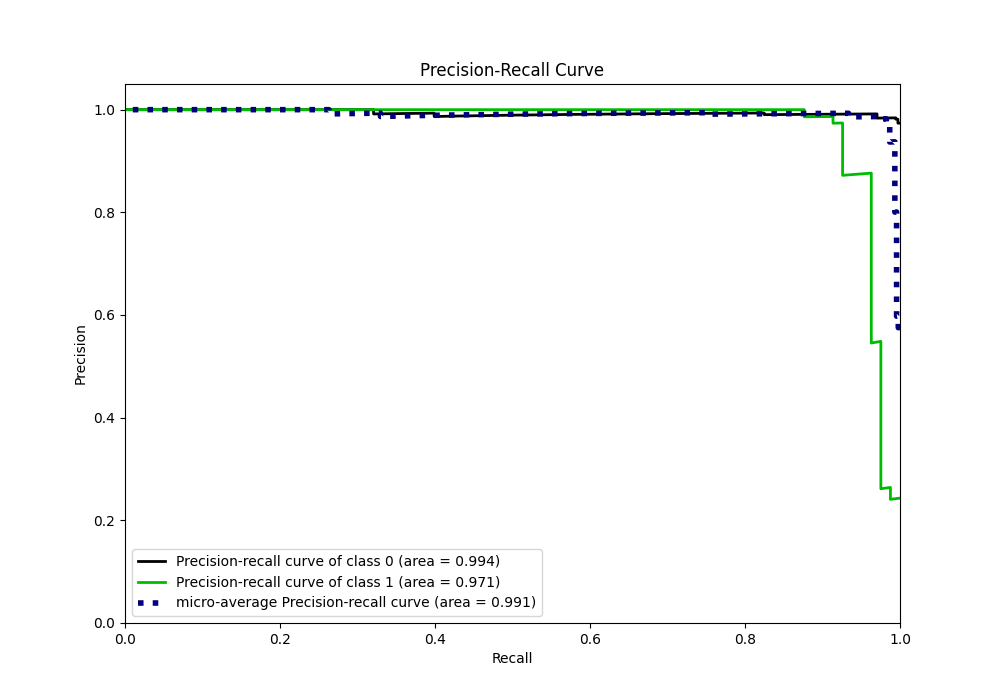 Precision-Recall Curve
1.0
0.8
0.6
0.4
0.2
0.0
Precision
Precision-recall curve of class 0 (area = 0.994)
Precision-recall curve of class 1 (area = 0.971)
micro-average Precision-recall curve (area = 0.991)
0.0 0.2 0.4 0.6 0.8 1.0
Recall